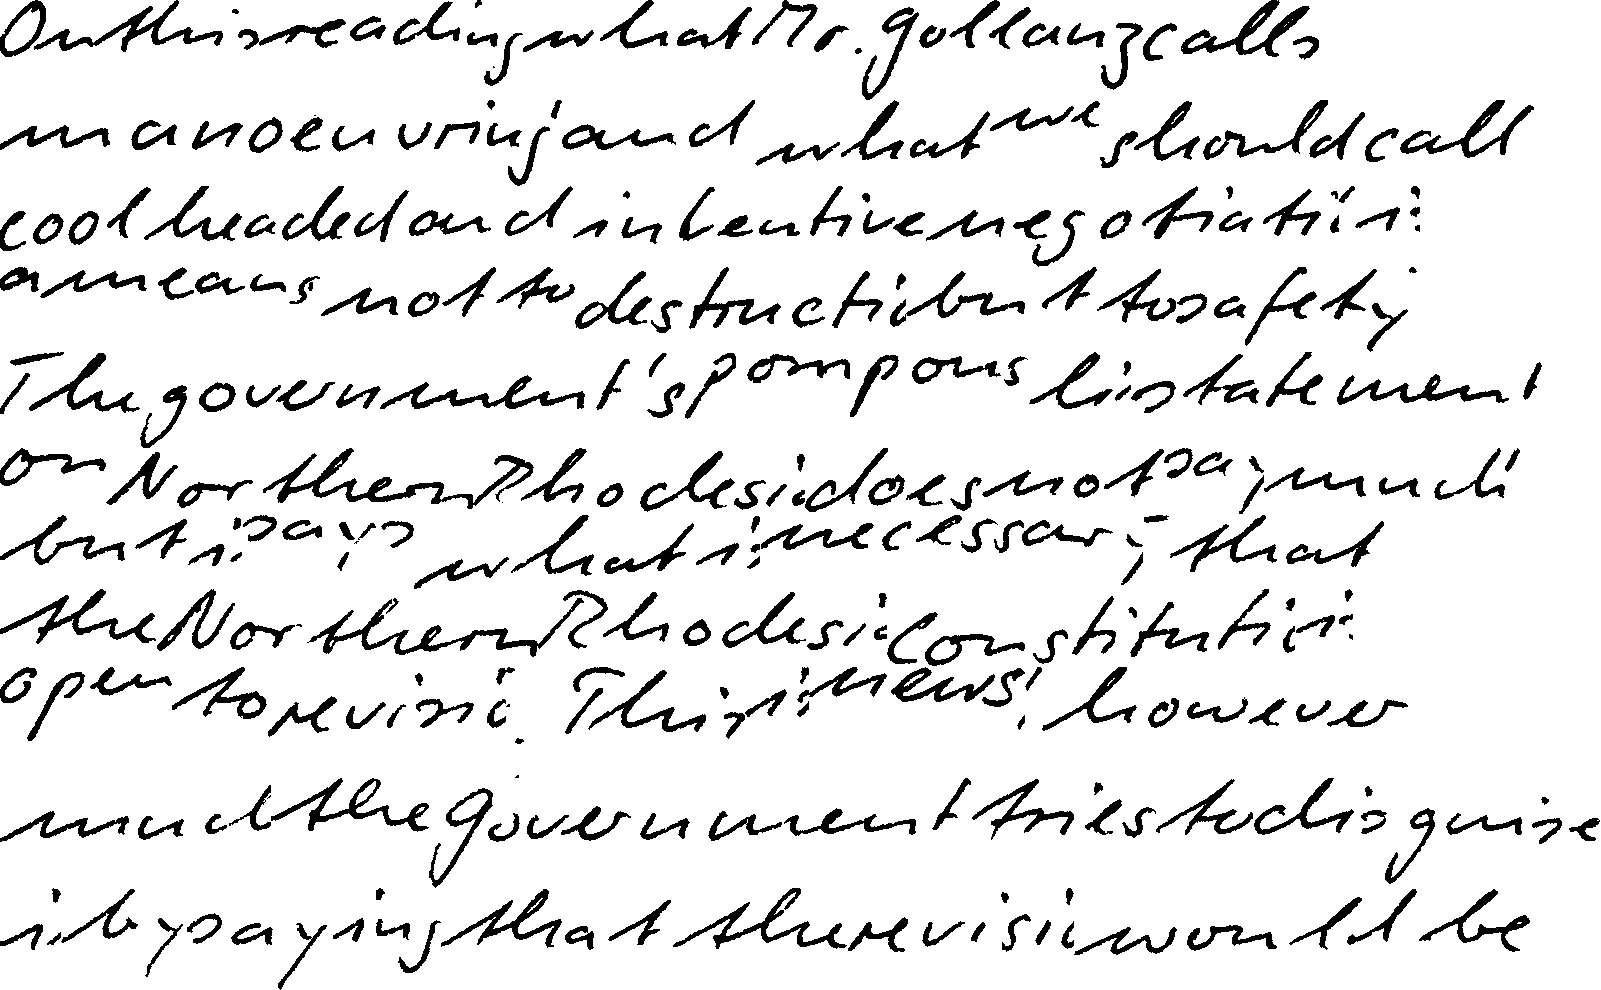 On this reading what Mr. Gollanz calls
manoeuvring and what we should call
cool headed and inventive negotiation is
a means not to destruction but to safety
The government's pompous little statement
on Northern Rhodesia does not say much
but it says what is necessary, that
the Northern Rhodesia Constitution is
open to revision. This is news, however
much the Government tries to disguise
it by saying that the revision would be